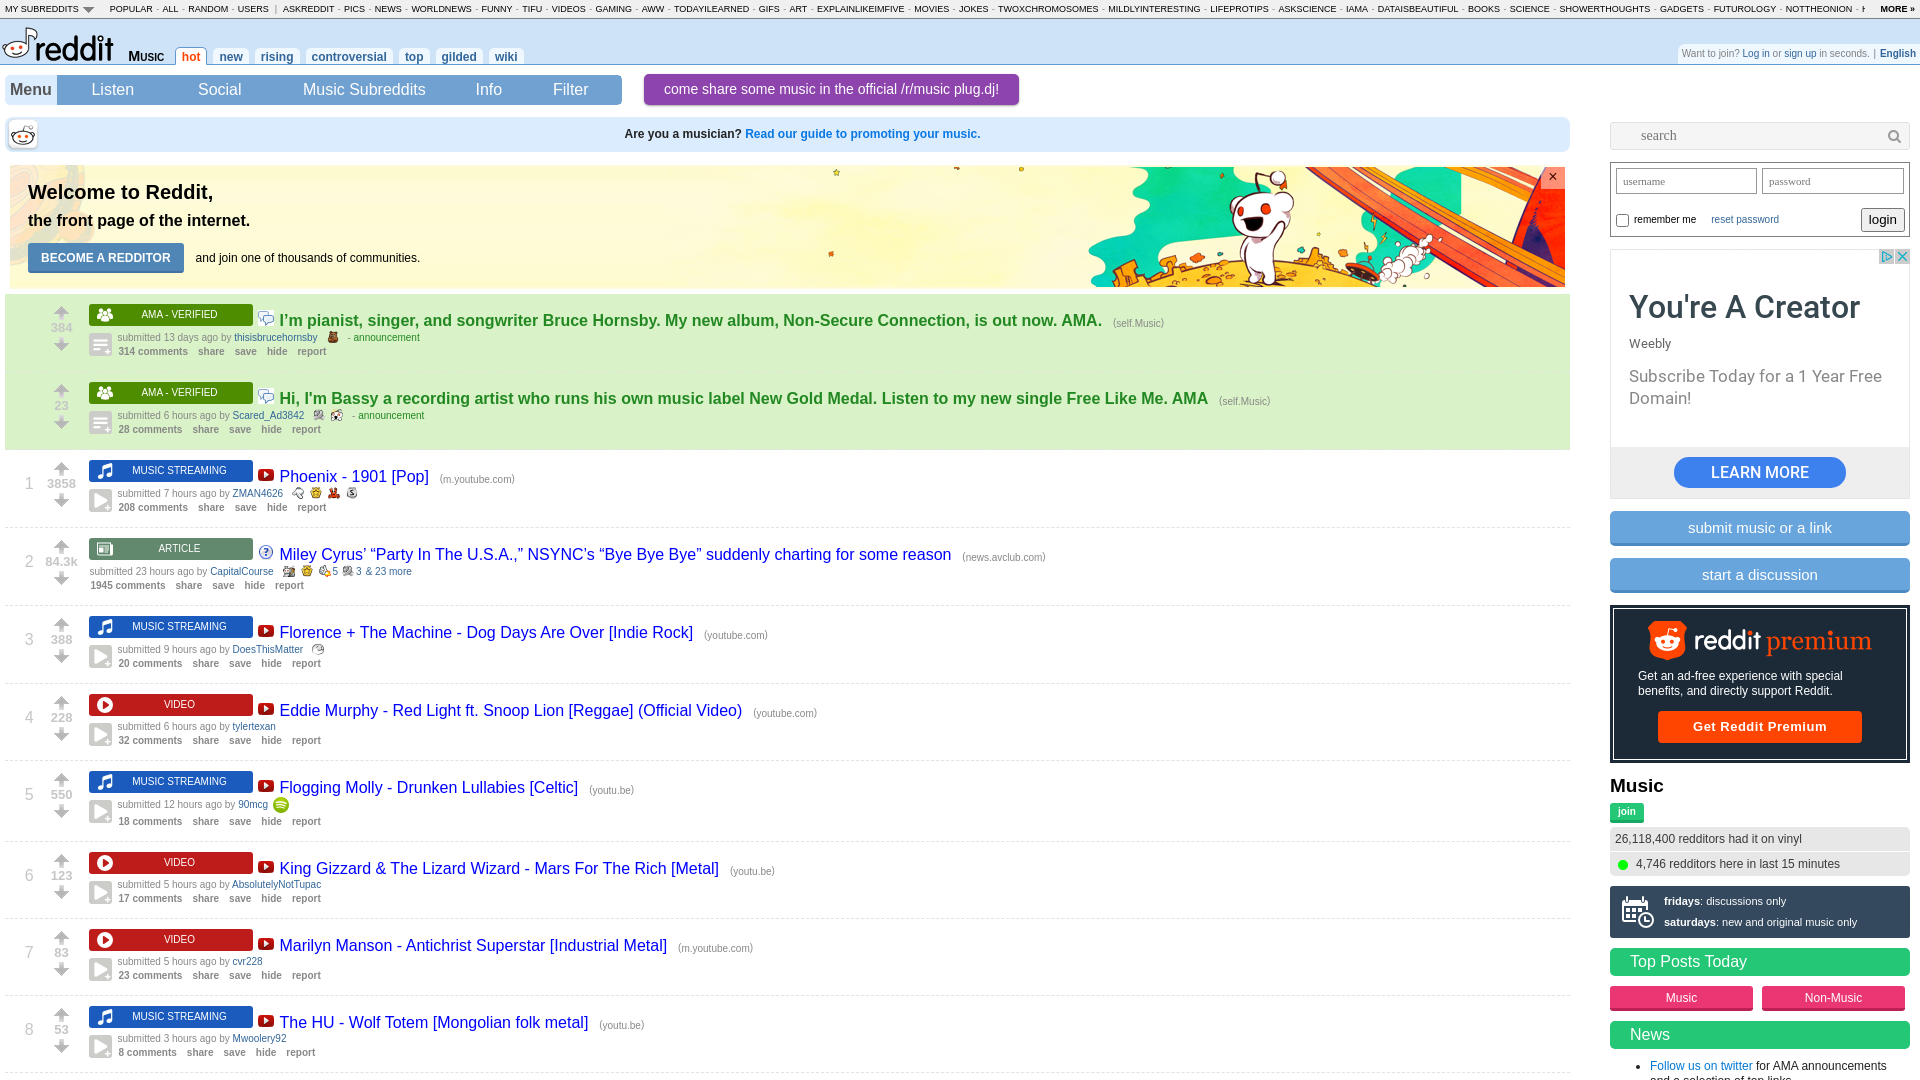 MY SUBREDDITS POPULAR - ALL - RANDOM - USERS | ASKREDDIT - PICS - NEWS - WORLDNEWS - FUNNY - TIFU - VIDEOS - GAMING - AWW - TODAYILEARNED - GIFS - ART - EXPLAINLIKEIMFIVE - MOVIES - JOKES - TWOXCHROMOSOMES - MILDLYINTERESTING - LIFEPROTIPS - ASKSCIENCE - IAMA - DATAISBEAUTIFUL - BOOKS - SCIENCE - SHOWERTHOUGHTS - GADGETS - FUTUROLOGY - NOTTHEONION - MORE »
reddit MUSIC hot new rising controversial top gilded wiki
Want to join? Log in or sign up in seconds. | English
Menu Listen Social Music Subreddits Info Filter
come share some music in the official /r/music plug.dj!
Are you a musician? Read our guide to promoting your music.
Welcome to Reddit,
the front page of the internet.
BECOME A REDDITOR and join one of thousands of communities.
×
384
AMA - VERIFIED I’m pianist, singer, and songwriter Bruce Hornsby. My new album, Non-Secure Connection, is out now. AMA. (self.Music)
submitted 13 days ago by thisisbrucehornsby - announcement
314 comments share save hide report
23
AMA - VERIFIED Hi, I'm Bassy a recording artist who runs his own music label New Gold Medal. Listen to my new single Free Like Me. AMA (self.Music)
submitted 6 hours ago by Scared_Ad3842 - announcement
28 comments share save hide report
1 3858
MUSIC STREAMING Phoenix - 1901 [Pop] (m.youtube.com)
submitted 7 hours ago by ZMAN4626
208 comments share save hide report
2 84.3k
ARTICLE Miley Cyrus’ “Party In The U.S.A.,” NSYNC’s “Bye Bye Bye” suddenly charting for some reason (news.avclub.com)
submitted 23 hours ago by CapitalCourse 5 3 & 23 more
1945 comments share save hide report
3 388
MUSIC STREAMING Florence + The Machine - Dog Days Are Over [Indie Rock] (youtube.com)
submitted 9 hours ago by DoesThisMatter
20 comments share save hide report
4 228
VIDEO Eddie Murphy - Red Light ft. Snoop Lion [Reggae] (Official Video) (youtube.com)
submitted 6 hours ago by tylertexan
32 comments share save hide report
5 550
MUSIC STREAMING Flogging Molly - Drunken Lullabies [Celtic] (youtu.be)
submitted 12 hours ago by 90mcg
18 comments share save hide report
6 123
VIDEO King Gizzard & The Lizard Wizard - Mars For The Rich [Metal] (youtu.be)
submitted 5 hours ago by AbsolutelyNotTupac
17 comments share save hide report
7 83
VIDEO Marilyn Manson - Antichrist Superstar [Industrial Metal] (m.youtube.com)
submitted 5 hours ago by cvr228
23 comments share save hide report
8 53
MUSIC STREAMING The HU - Wolf Totem [Mongolian folk metal] (youtu.be)
submitted 3 hours ago by Mwoolery92
8 comments share save hide report
search
username password
remember me reset password login
You're A Creator
Weebly
Subscribe Today for a 1 Year Free
Domain!
LEARN MORE
submit music or a link
start a discussion
reddit premium
Get an ad-free experience with special
benefits, and directly support Reddit.
Get Reddit Premium
Music
join
26,118,400 redditors had it on vinyl
4,746 redditors here in last 15 minutes
fridays: discussions only
saturdays: new and original music only
Top Posts Today
Music Non-Music
News
• Follow us on twitter for AMA announcements